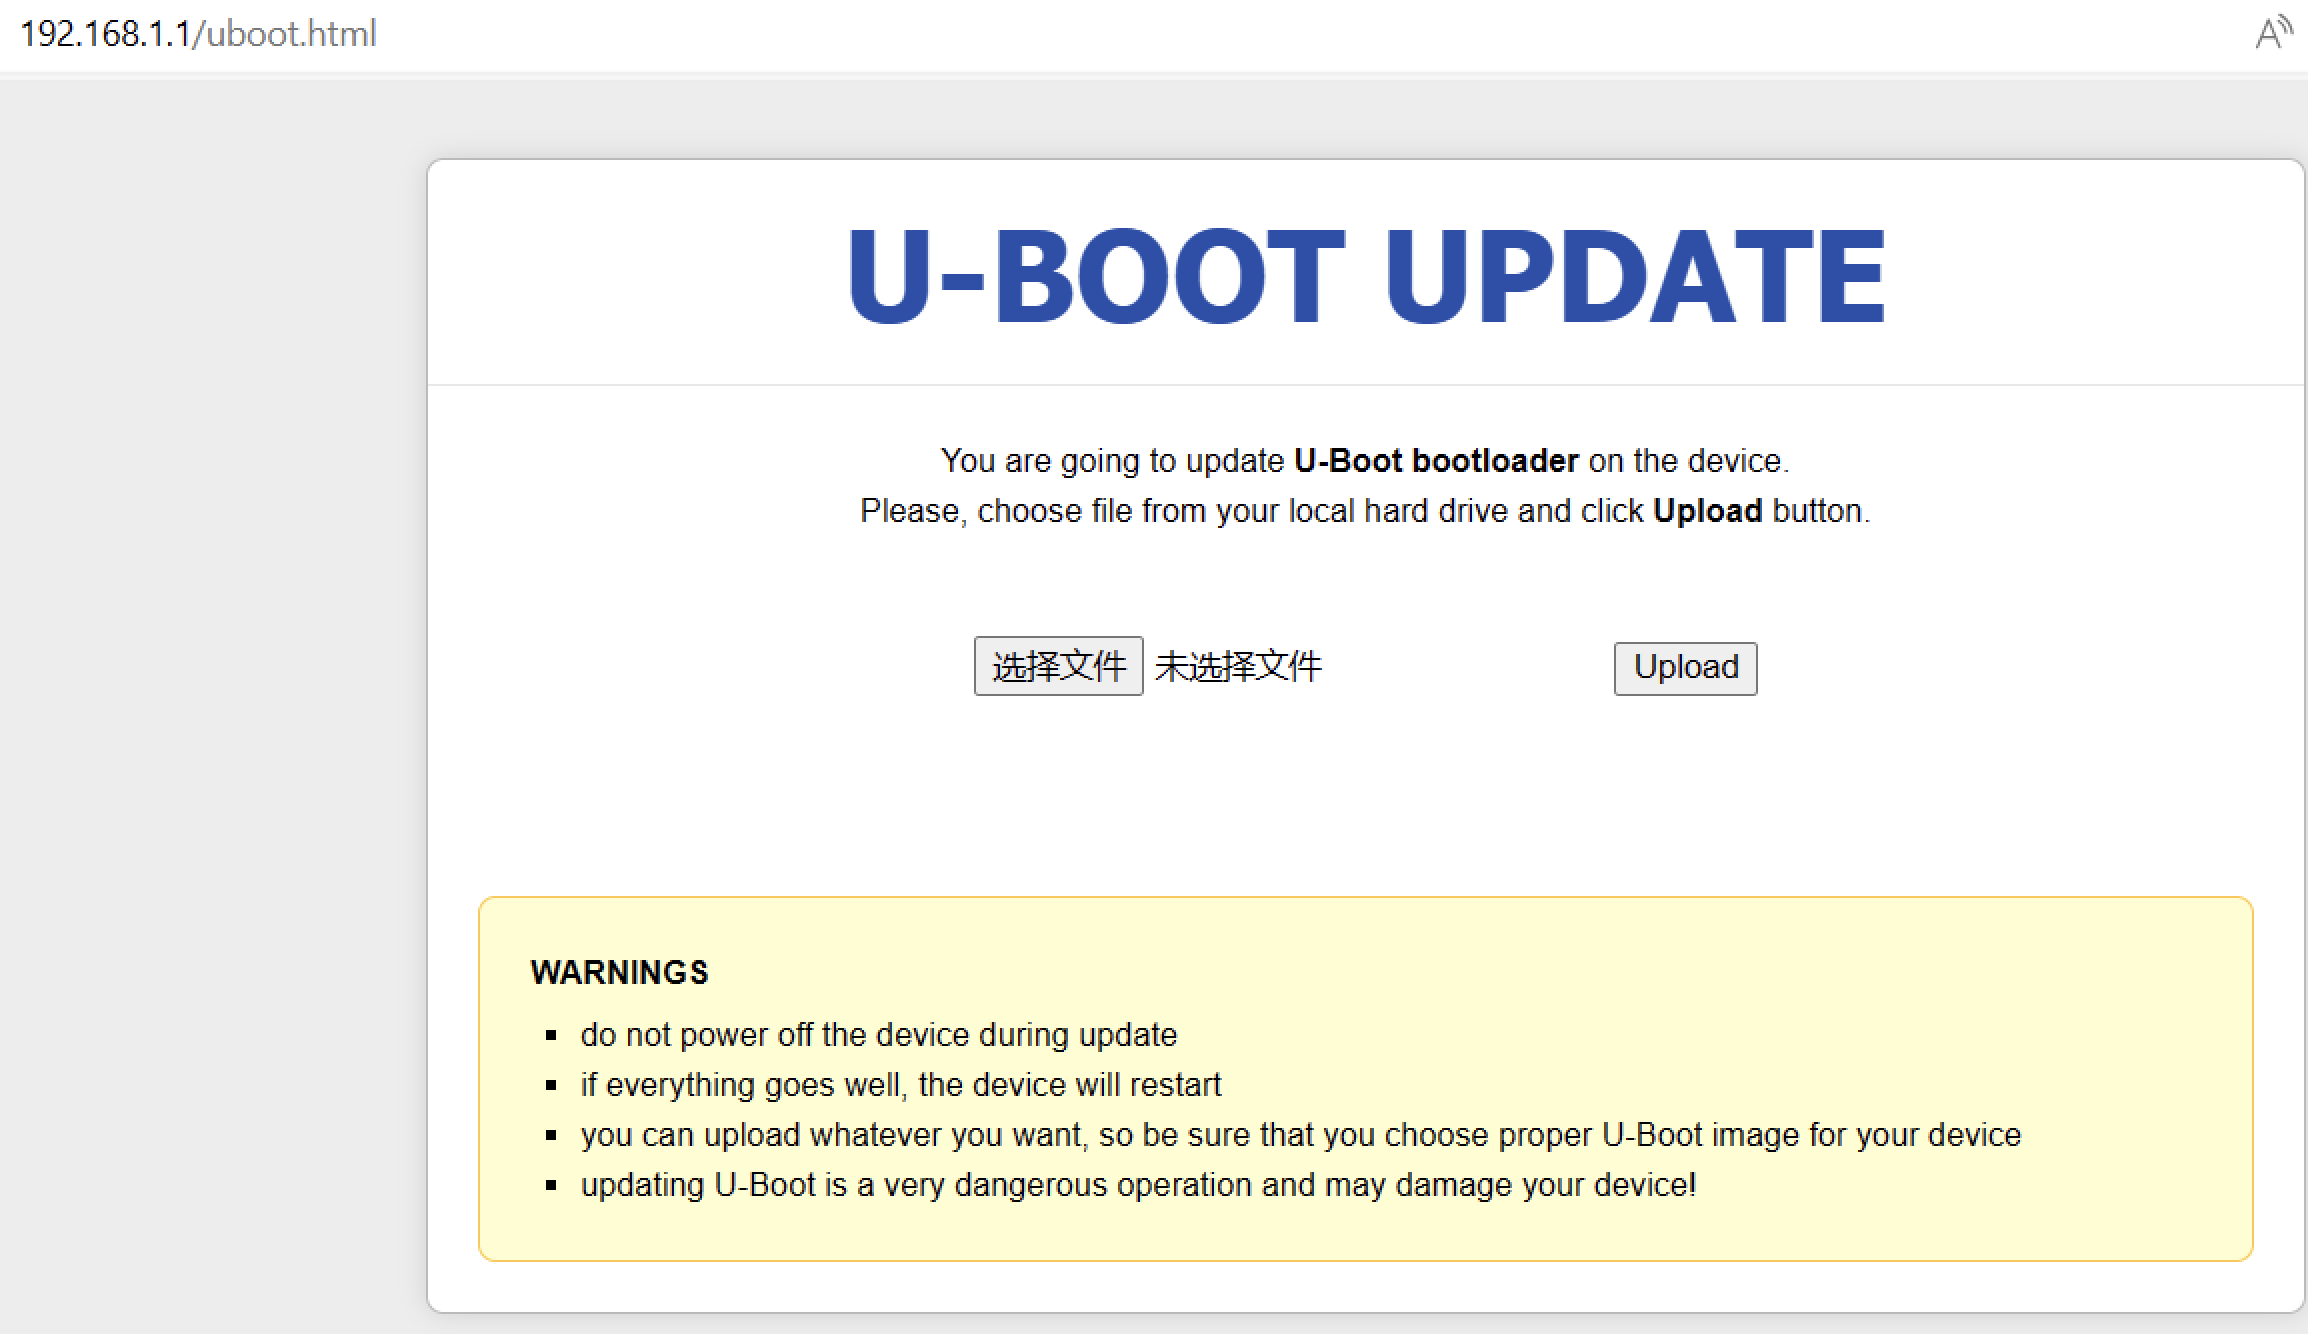 192.168.1.1/uboot.html
U-BOOT UPDATE
You are going to update U-Boot bootloader on the device.
Please, choose file from your local hard drive and click Upload button.
选择文件 未选择文件 Upload
WARNINGS
▪ do not power off the device during update
▪ if everything goes well, the device will restart
▪ you can upload whatever you want, so be sure that you choose proper U-Boot image for your device
▪ updating U-Boot is a very dangerous operation and may damage your device!